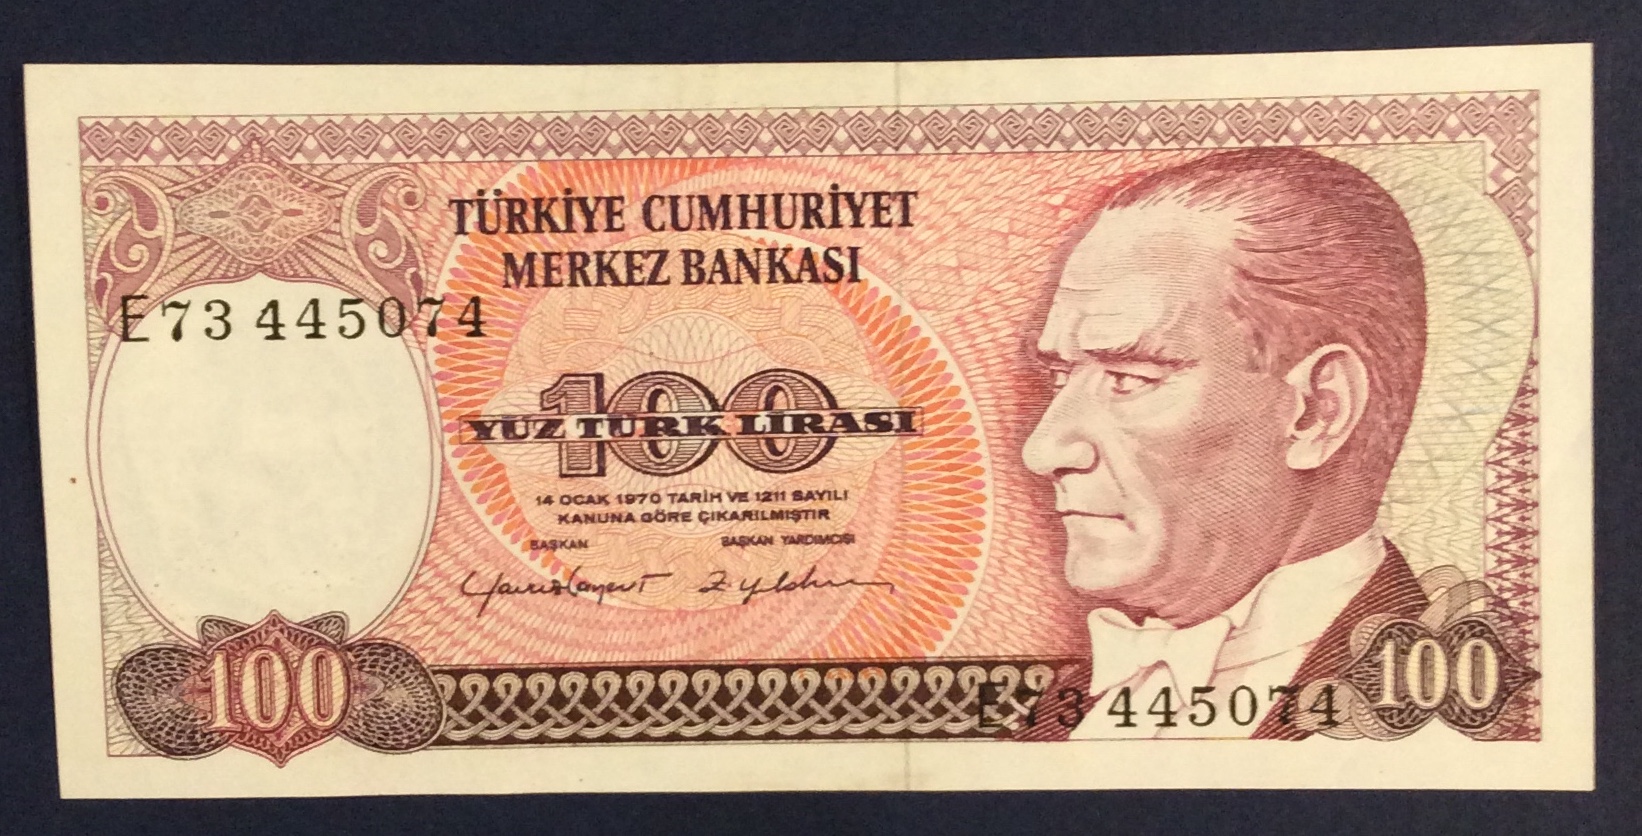 TÜRKİYE CUMHURİYET
MERKEZ BANKASI
E73 445074
100
YÜZ TÜRK LİRASI
14 OCAK 1970 TARİH VE 1211 SAYILI
KANUNA GÖRE ÇIKARILMIŞTIR
BAŞKAN BAŞKAN YARDIMCISI
100
E73 445074
100